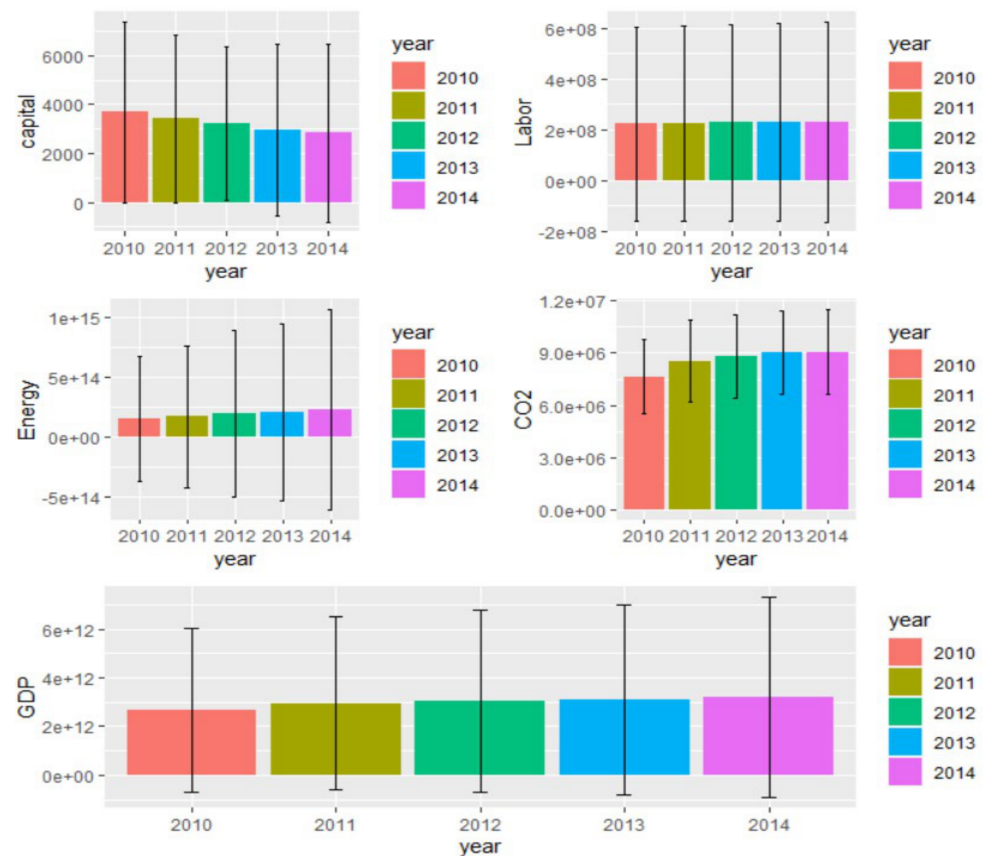 capital
6000
4000
2000
0
2010 2011 2012 2013 2014
year
year
2010
2011
2012
2013
2014
Labor
6e+08
4e+08
2e+08
0e+00
-2e+08
2010 2011 2012 2013 2014
year
year
2010
2011
2012
2013
2014
Energy
1e+15
5e+14
0e+00
-5e+14
2010 2011 2012 2013 2014
year
year
2010
2011
2012
2013
2014
CO2
1.2e+07
9.0e+06
6.0e+06
3.0e+06
0.0e+00
2010 2011 2012 2013 2014
year
year
2010
2011
2012
2013
2014
GDP
6e+12
4e+12
2e+12
0e+00
2010 2011 2012 2013 2014
year
year
2010
2011
2012
2013
2014